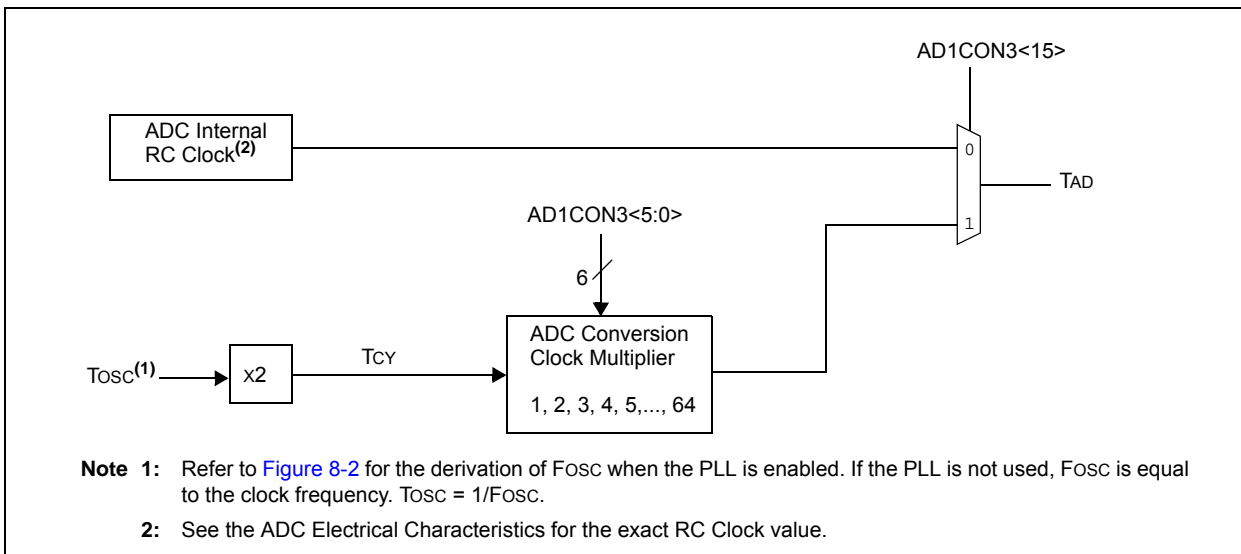 AD1CON3<15>
ADC Internal
RC Clock(2)
0
TAD
AD1CON3<5:0>
1
6
ADC Conversion
Clock Multiplier
TOSC(1)
X2
TCY
1, 2, 3, 4, 5,..., 64
Note 1: Refer to Figure 8-2 for the derivation of FOSC when the PLL is enabled. If the PLL is not used, FOSC is equal
to the clock frequency. TOSC = 1/FOSC.
2: See the ADC Electrical Characteristics for the exact RC Clock value.